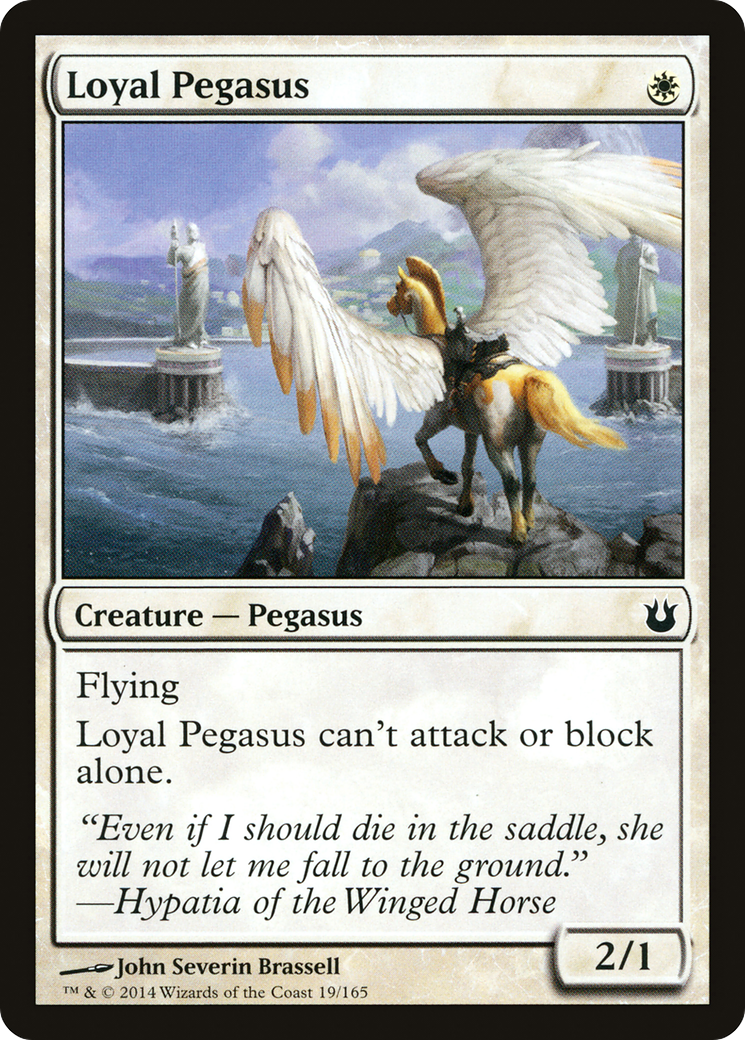 Loyal Pegasus
Creature — Pegasus
Flying
Loyal Pegasus can't attack or block
alone.
“Even if I should die in the saddle, she
will not let me fall to the ground.”
—Hypatia of the Winged Horse
2/1
John Severin Brassell
™ & © 2014 Wizards of the Coast 19/165